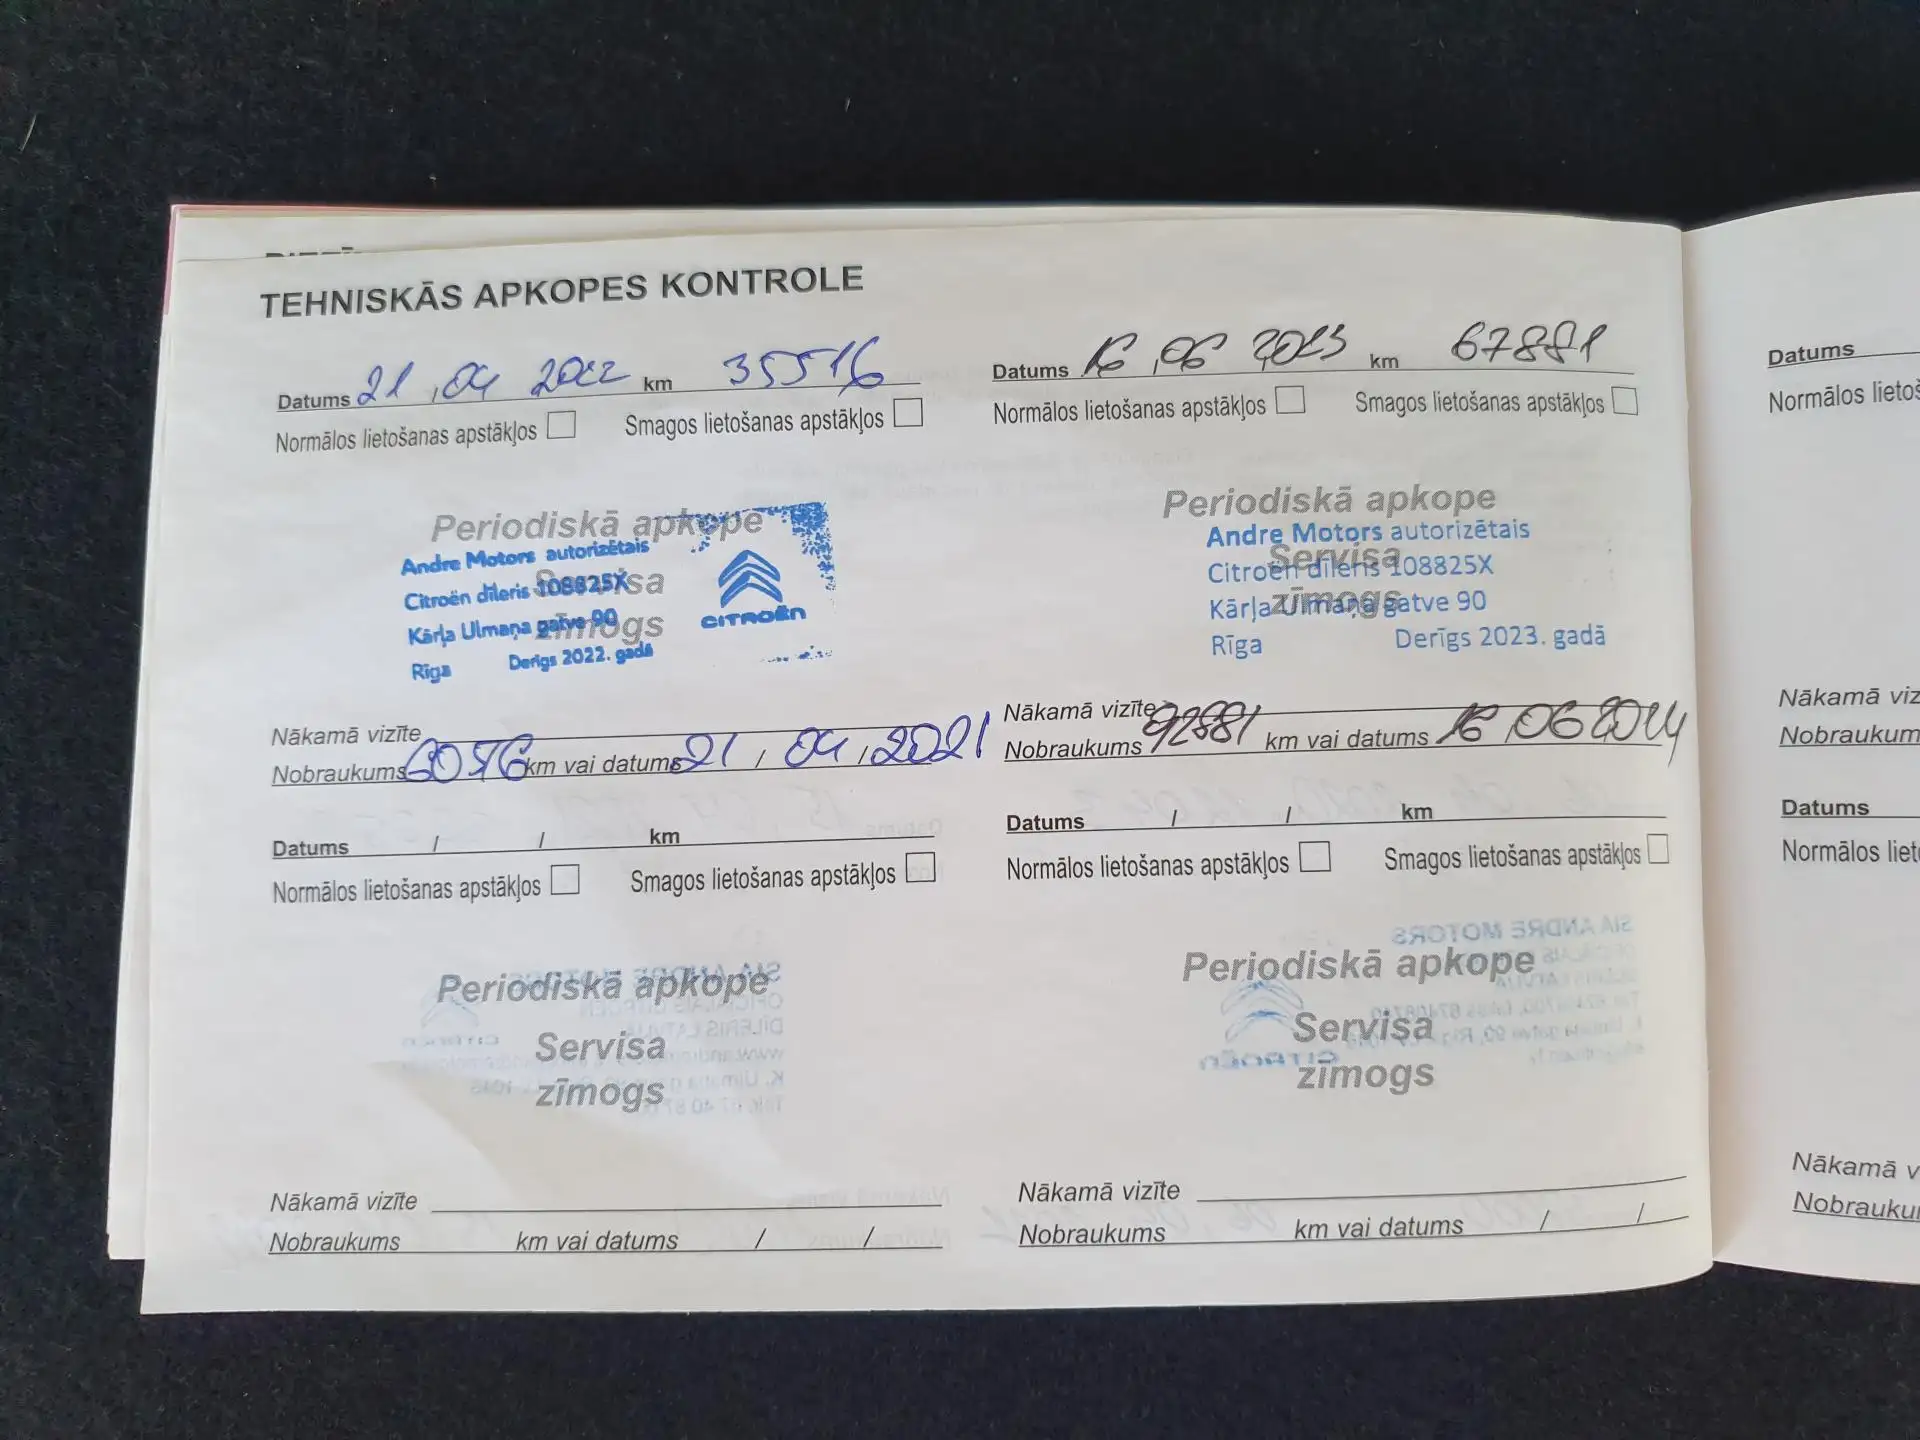 TEHNISKĀS APKOPES KONTROLE
Datums 21 . 04 2022 km 35516
Normālos lietošanas apstākļos Smagos lietošanas apstākļos
Periodiskā apkope
Servisa
zīmogs
Andre Motors autorizētais
Citroën dīleris 108825X
Kārļa Ulmaņa gatve 90
Rīga Derīgs 2022. gadā
CITROËN
Nākamā vizīte
Nobraukums km vai datums 21 / 04 / 2021
Datums 16 . 06 2023 km 67881
Normālos lietošanas apstākļos Smagos lietošanas apstākļos
Periodiskā apkope
Servisa
zīmogs
Andre Motors autorizētais
Citroën dīleris 108825X
Kārļa Ulmaņa gatve 90
Rīga Derīgs 2023. gadā
Nākamā vizīte
Nobraukums 92881 km vai datums 16 . 06 2024
Datums / / km
Normālos lietošanas apstākļos Smagos lietošanas apstākļos
Periodiskā apkope
Servisa
zīmogs
Nākamā vizīte
Nobraukums km vai datums / /
Datums / / km
Normālos lietošanas apstākļos Smagos lietošanas apstākļos
Periodiskā apkope
Servisa
zīmogs
Nākamā vizīte
Nobraukums km vai datums / /
Datums
Normālos
Nākamā
Datums
Normālos
Nākamā